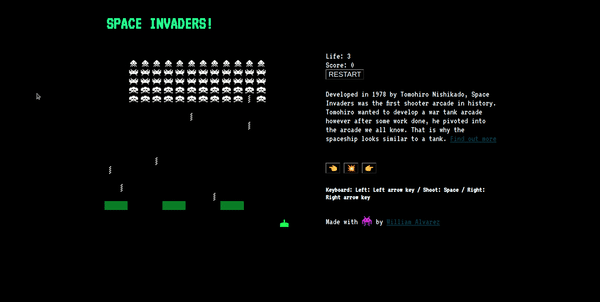 SPACE INVADERS!
Life: 3
Score: 0
RESTART
Developed in 1978 by Tomohiro Nishikado, Space
Invaders was the first shooter arcade in history.
Tomohiro wanted to develop a war tank arcade
however after some work done, he pivoted into
the arcade we all know. That is why the
spaceship looks similar to a tank. Find out more
Keyboard: Left: Left arrow key / Shoot: Space / Right:
Right arrow key
Made with by William Alvarez